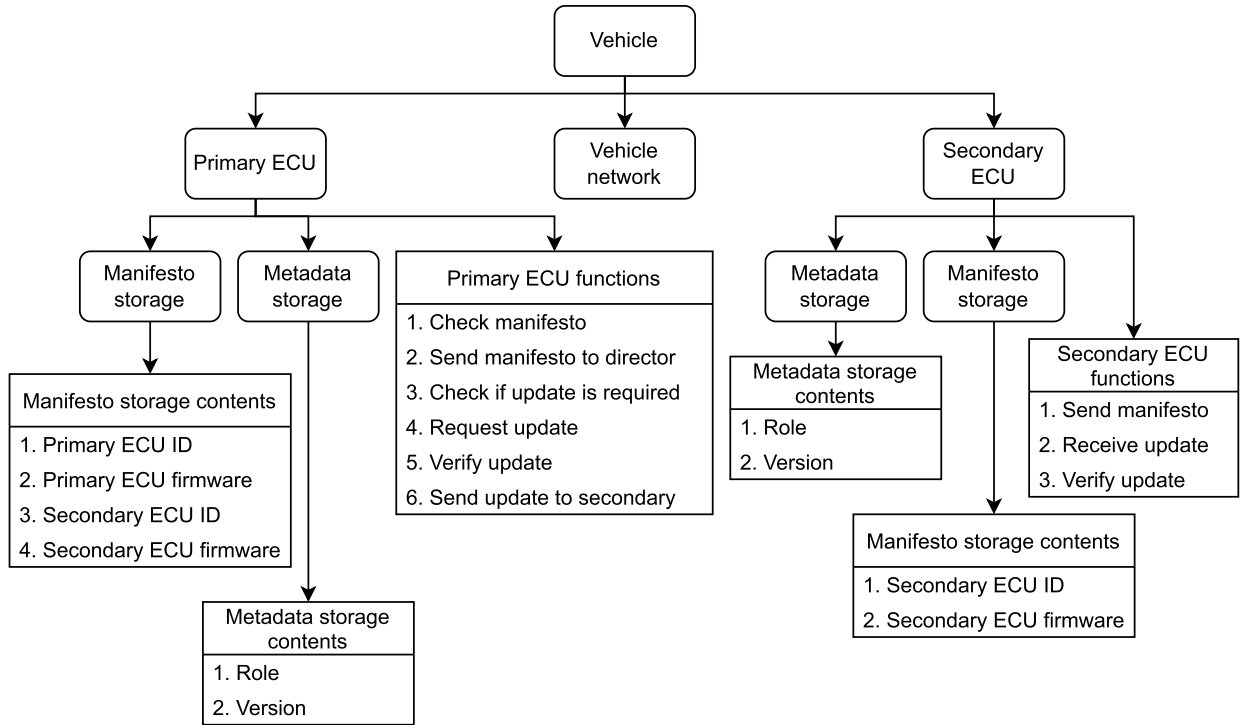 Vehicle
Primary ECU
Vehicle
network
Secondary
ECU
Manifesto
storage
Metadada
storage
Primary ECU functions
1. Check manifesto
2. Send manifesto to director
3. Check if update is required
4. Request update
5. Verify update
6. Send update to secondary
Metadada
storage
Manifesto
storage
Secondary ECU
functions
1. Send manifesto
2. Receive update
3. Verify update
Manifesto storage contents
1. Primary ECU ID
2. Primary ECU firmware
3. Secondary ECU ID
4. Secondary ECU firmware
Metadada storage
contents
1. Role
2. Version
Manifesto storage contents
1. Secondary ECU ID
2. Secondary ECU firmware
Metadata storage
contents
1. Role
2. Version